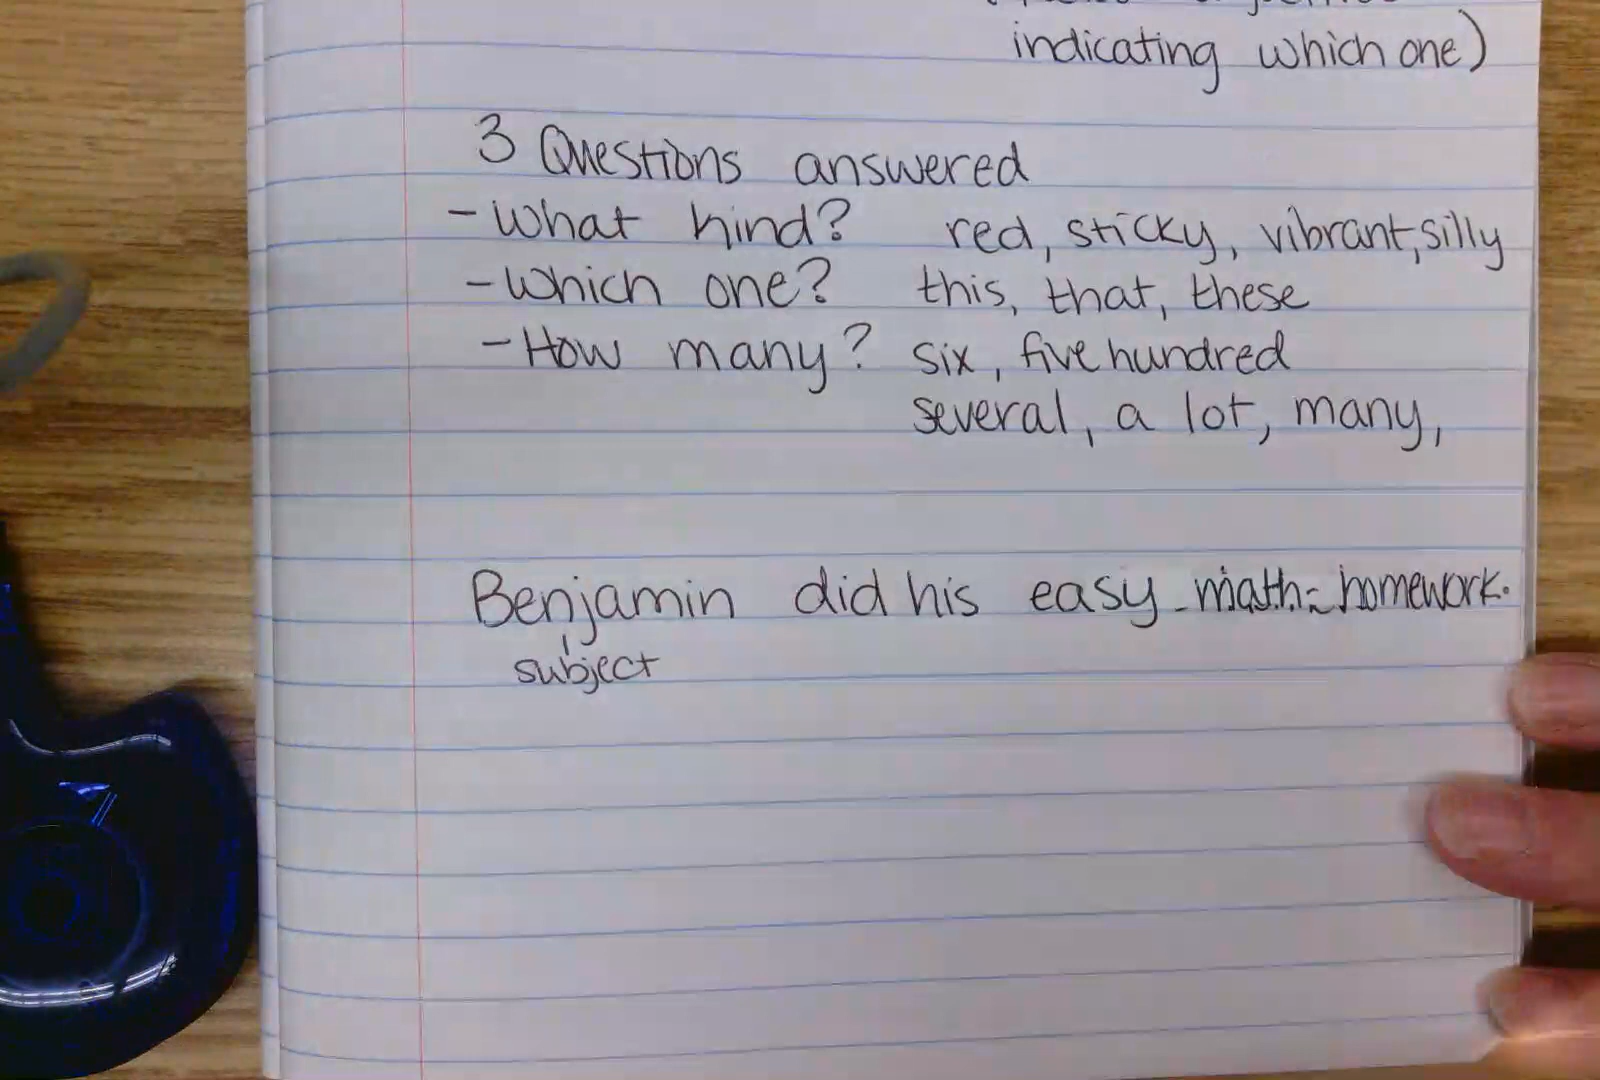 indicating which one)
3 Questions answered
- What kind? red, sticky, vibrant, silly
- Which one? this, that, these
- How many? six, five hundred
several, a lot, many,
Benjamin did his easy math homework.
subject